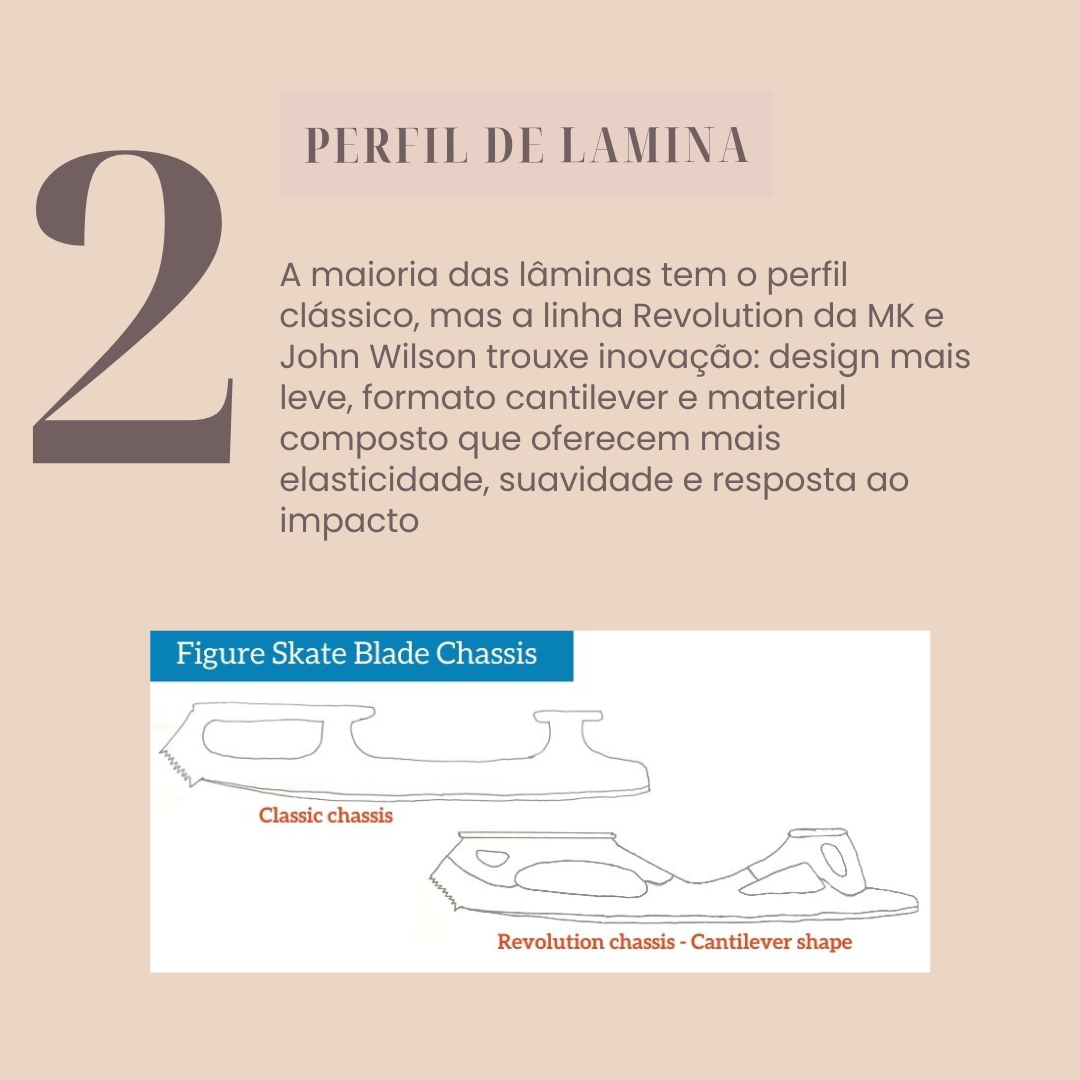 2
PERFIL DE LAMINA
A maioria das lâminas tem o perfil
clássico, mas a linha Revolution da MK e
John Wilson trouxe inovação: design mais
leve, formato cantilever e material
composto que oferecem mais
elasticidade, suavidade e resposta ao
impacto
Figure Skate Blade Chassis
Classic chassis
Revolution chassis - Cantilever shape